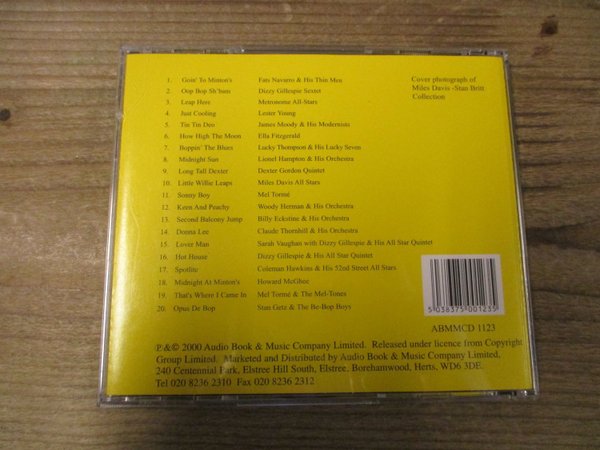 1. Goin' To Minton's Fats Navarro & His Thin Men
2. Oop Bop Sh'bam Dizzy Gillespie Sextet
3. Leap Here Metronome All-Stars
4. Just Cooling Lester Young
5. Tin Tin Deo James Moody & His Modernists
6. How High The Moon Ella Fitzgerald
7. Boppin' The Blues Lucky Thompson & His Lucky Seven
8. Midnight Sun Lionel Hampton & His Orchestra
9. Long Tall Dexter Dexter Gordon Quintet
10. Little Willie Leaps Miles Davis All Stars
11. Sonny Boy Mel Tormé
12. Keen And Peachy Woody Herman & His Orchestra
13. Second Balcony Jump Billy Eckstine & His Orchestra
14. Donna Lee Claude Thornhill & His Orchestra
15. Lover Man Sarah Vaughan with Dizzy Gillespie & His All Star Quintet
16. Hot House Dizzy Gillespie & His All Star Quintet
17. Spotlite Coleman Hawkins & His 52nd Street All Stars
18. Midnight At Minton's Howard McGhee
19. That's Where I Came In Mel Tormé & The Mel-Tones
20. Opus De Bop Stan Getz & The Be-Bop Boys
Cover photograph of
Miles Davis -Stan Britt
Collection
5 038375 001235
ABMMCD 1123
℗&© 2000 Audio Book & Music Company Limited. Released under licence from Copyright
Group Limited. Marketed and Distributed by Audio Book & Music Company Limited,
240 Centennial Park, Elstree Hill South, Elstree, Borehamwood, Herts, WD6 3DE.
Tel 020 8236 2310 Fax 020 8236 2312